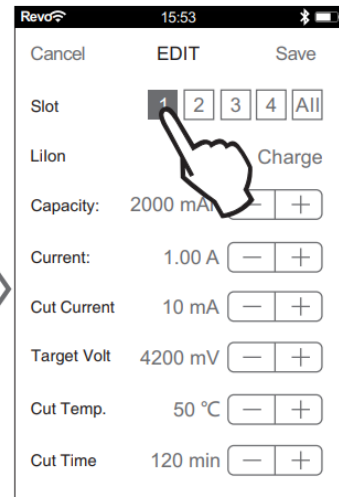 Revo 15:53
Cancel EDIT Save
Slot 1 2 3 4 All
LiIon Charge
Capacity: 2000 mAh − +
Current: 1.00 A − +
Cut Current 10 mA − +
Target Volt 4200 mV − +
Cut Temp. 50 ℃ − +
Cut Time 120 min − +